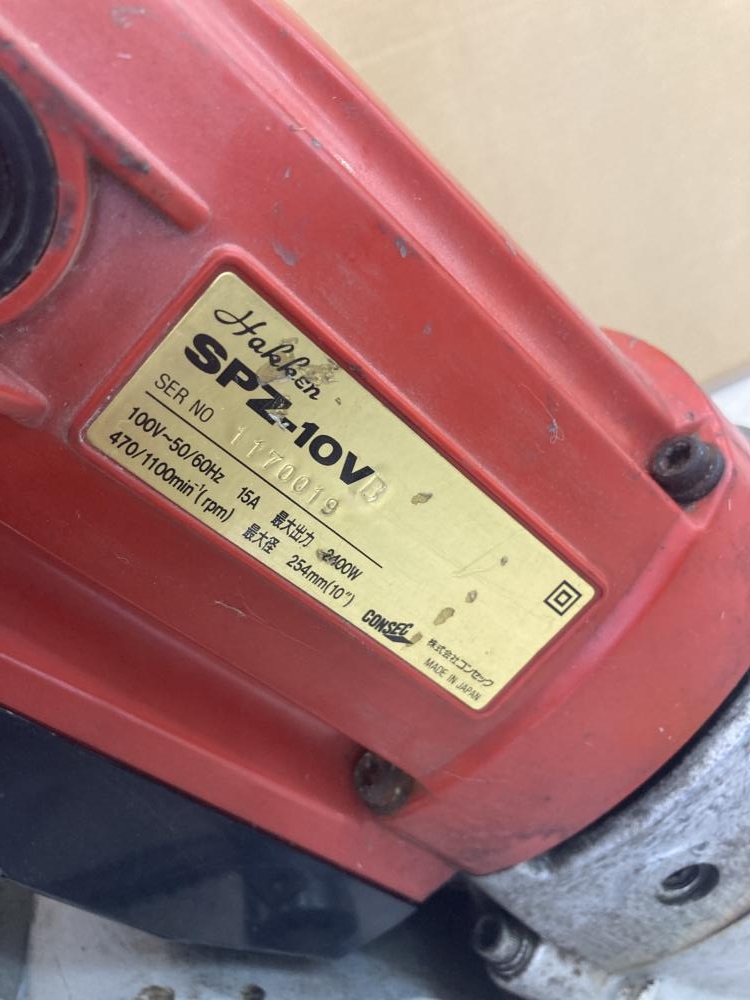 Hakken
SPZ-10VB
SER NO 1170019
100V~50/60Hz 15A 最大出力 2400W
470/1100min⁻¹(rpm) 最大径 254mm(10")
CONSEC 株式会社コンセック
MADE IN JAPAN